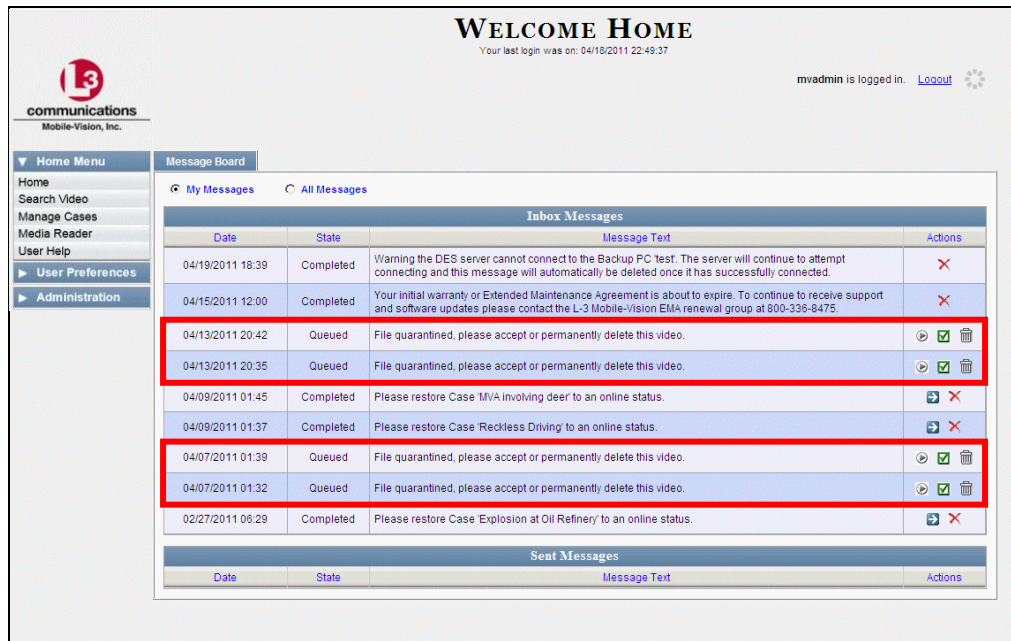 WELCOME HOME
Your last login was on: 04/18/2011 22:49:37
L3
communications
Mobile-Vision, Inc.
mvadmin is logged in. Logout
Home Menu
Home
Search Video
Manage Cases
Media Reader
User Help
User Preferences
Administration
Message Board
My Messages All Messages
Inbox Messages
Date State Message Text Actions
04/19/2011 18:39 Completed Warning the DES server cannot connect to the Backup PC 'test'. The server will continue to attempt
connecting and this message will automatically be deleted once it has successfully connected.
04/15/2011 12:00 Completed Your initial warranty or Extended Maintenance Agreement is about to expire. To continue to receive support
and software updates please contact the L-3 Mobile-Vision EMA renewal group at 800-336-8475.
04/13/2011 20:42 Queued File quarantined, please accept or permanently delete this video.
04/13/2011 20:35 Queued File quarantined, please accept or permanently delete this video.
04/09/2011 01:45 Completed Please restore Case 'MVA involving deer' to an online status.
04/09/2011 01:37 Completed Please restore Case 'Reckless Driving' to an online status.
04/07/2011 01:39 Queued File quarantined, please accept or permanently delete this video.
04/07/2011 01:32 Queued File quarantined, please accept or permanently delete this video.
02/27/2011 06:29 Completed Please restore Case 'Explosion at Oil Refinery' to an online status.
Sent Messages
Date State Message Text Actions